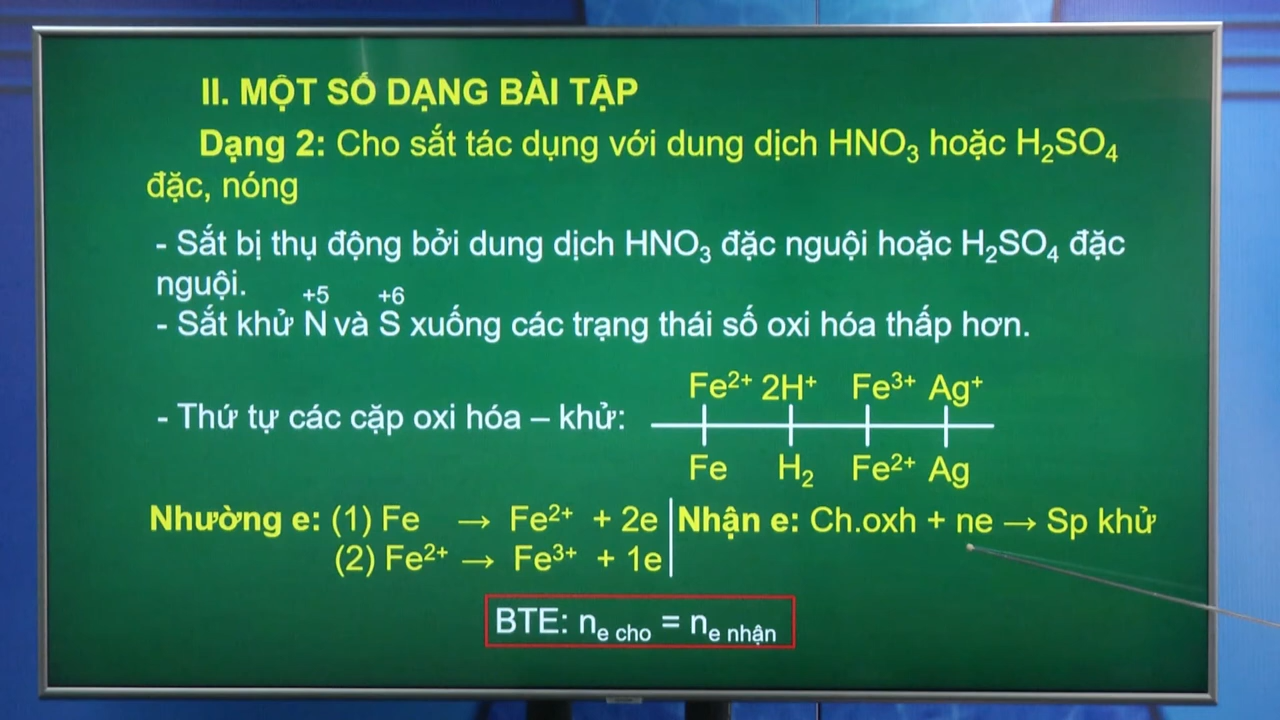 II. MỘT SỐ DẠNG BÀI TẬP
Dạng 2: Cho sắt tác dụng với dung dịch HNO₃ hoặc H₂SO₄
đặc, nóng
- Sắt bị thụ động bởi dung dịch HNO₃ đặc nguội hoặc H₂SO₄ đặc
nguội.
+5 +6
- Sắt khử N và S xuống các trạng thái số oxi hóa thấp hơn.
Fe²⁺ 2H⁺ Fe³⁺ Ag⁺
- Thứ tự các cặp oxi hóa – khử:
Fe H₂ Fe²⁺ Ag
Nhường e: (1) Fe → Fe²⁺ + 2e
(2) Fe²⁺ → Fe³⁺ + 1e
Nhận e: Ch.oxh + ne → Sp khử
BTE: nₑ cho = nₑ nhận